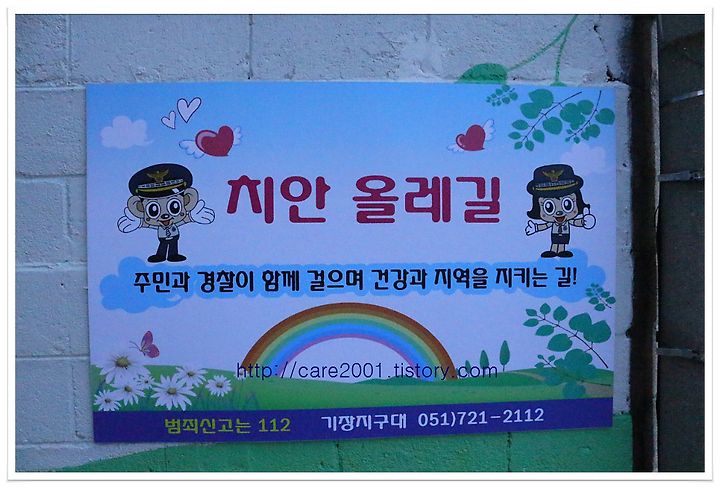 치안 올레길
주민과 경찰이 함께 걸으며 건강과 지역을 지키는 길!
http://care2001.tistory.com
범죄신고는 112 기장지구대 051)721-2112